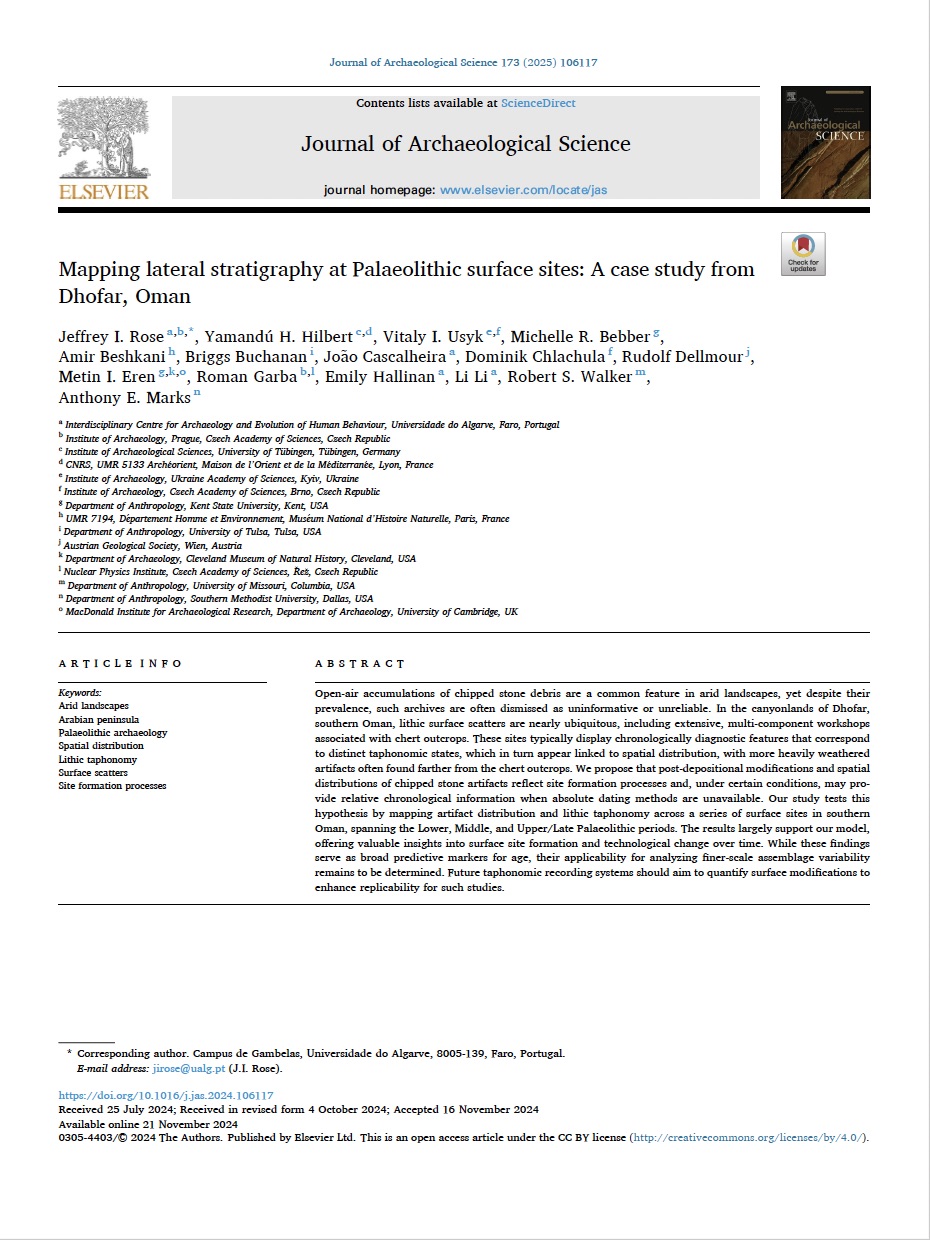 Journal of Archaeological Science 173 (2025) 106117
Contents lists available at ScienceDirect
Journal of Archaeological Science
journal homepage: www.elsevier.com/locate/jas
ELSEVIER
Journal of
Archaeological
SCIENCE
Check for
updates
Mapping lateral stratigraphy at Palaeolithic surface sites: A case study from
Dhofar, Oman
Jeffrey I. Rose a,b,*, Yamandú H. Hilbert c,d, Vitaly I. Usyk e,f, Michelle R. Bebber g,
Amir Beshkani h, Briggs Buchanan i, João Cascalheira a, Dominik Chlachula f, Rudolf Dellmour j,
Metin I. Eren g,k,o, Roman Garba b,l, Emily Hallinan a, Li Li a, Robert S. Walker m,
Anthony E. Marks n
a Interdisciplinary Centre for Archaeology and Evolution of Human Behaviour, Universidade do Algarve, Faro, Portugal
b Institute of Archaeology, Prague, Czech Academy of Sciences, Czech Republic
c Institute of Archaeological Sciences, University of Tübingen, Tübingen, Germany
d CNRS, UMR 5133 Archéorient, Maison de l'Orient et de la Méditerranée, Lyon, France
e Institute of Archaeology, Ukraine Academy of Sciences, Kyiv, Ukraine
f Institute of Archaeology, Czech Academy of Sciences, Brno, Czech Republic
g Department of Anthropology, Kent State University, Kent, USA
h UMR 7194, Département Homme et Environnement, Muséum National d'Histoire Naturelle, Paris, France
i Department of Anthropology, University of Tulsa, Tulsa, USA
j Austrian Geological Society, Wien, Austria
k Department of Archaeology, Cleveland Museum of Natural History, Cleveland, USA
l Nuclear Physics Institute, Czech Academy of Sciences, Řež, Czech Republic
m Department of Anthropology, University of Missouri, Columbia, USA
n Department of Anthropology, Southern Methodist University, Dallas, USA
o MacDonald Institute for Archaeological Research, Department of Archaeology, University of Cambridge, UK
ARTICLE INFO
Keywords:
Arid landscapes
Arabian peninsula
Palaeolithic archaeology
Spatial distribution
Lithic taphonomy
Surface scatters
Site formation processes
ABSTRACT
Open-air accumulations of chipped stone debris are a common feature in arid landscapes, yet despite their
prevalence, such archives are often dismissed as uninformative or unreliable. In the canyonlands of Dhofar,
southern Oman, lithic surface scatters are nearly ubiquitous, including extensive, multi-component workshops
associated with chert outcrops. These sites typically display chronologically diagnostic features that correspond
to distinct taphonomic states, which in turn appear linked to spatial distribution, with more heavily weathered
artifacts often found farther from the chert outcrops. We propose that post-depositional modifications and spatial
distributions of chipped stone artifacts reflect site formation processes and, under certain conditions, may pro-
vide relative chronological information when absolute dating methods are unavailable. Our study tests this
hypothesis by mapping artifact distribution and lithic taphonomy across a series of surface sites in southern
Oman, spanning the Lower, Middle, and Upper/Late Palaeolithic periods. The results largely support our model,
offering valuable insights into surface site formation and technological change over time. While these findings
serve as broad predictive markers for age, their applicability for analyzing finer-scale assemblage variability
remains to be determined. Future taphonomic recording systems should aim to quantify surface modifications to
enhance replicability for such studies.
* Corresponding author. Campus de Gambelas, Universidade do Algarve, 8005-139, Faro, Portugal.
E-mail address: jirose@ualg.pt (J.I. Rose).
https://doi.org/10.1016/j.jas.2024.106117
Received 25 July 2024; Received in revised form 4 October 2024; Accepted 16 November 2024
Available online 21 November 2024
0305-4403/© 2024 The Authors. Published by Elsevier Ltd. This is an open access article under the CC BY license (http://creativecommons.org/licenses/by/4.0/).